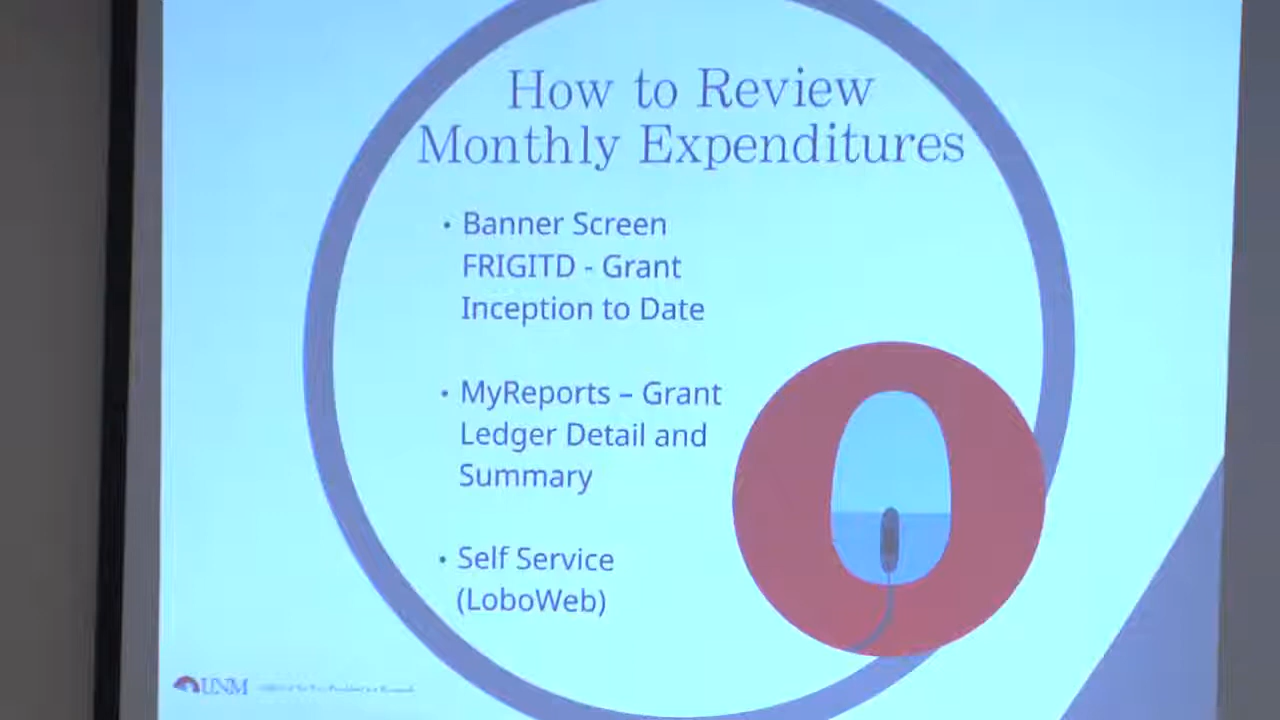 How to Review
Monthly Expenditures
• Banner Screen
FRIGITD - Grant
Inception to Date
• MyReports – Grant
Ledger Detail and
Summary
• Self Service
(LoboWeb)
UNM